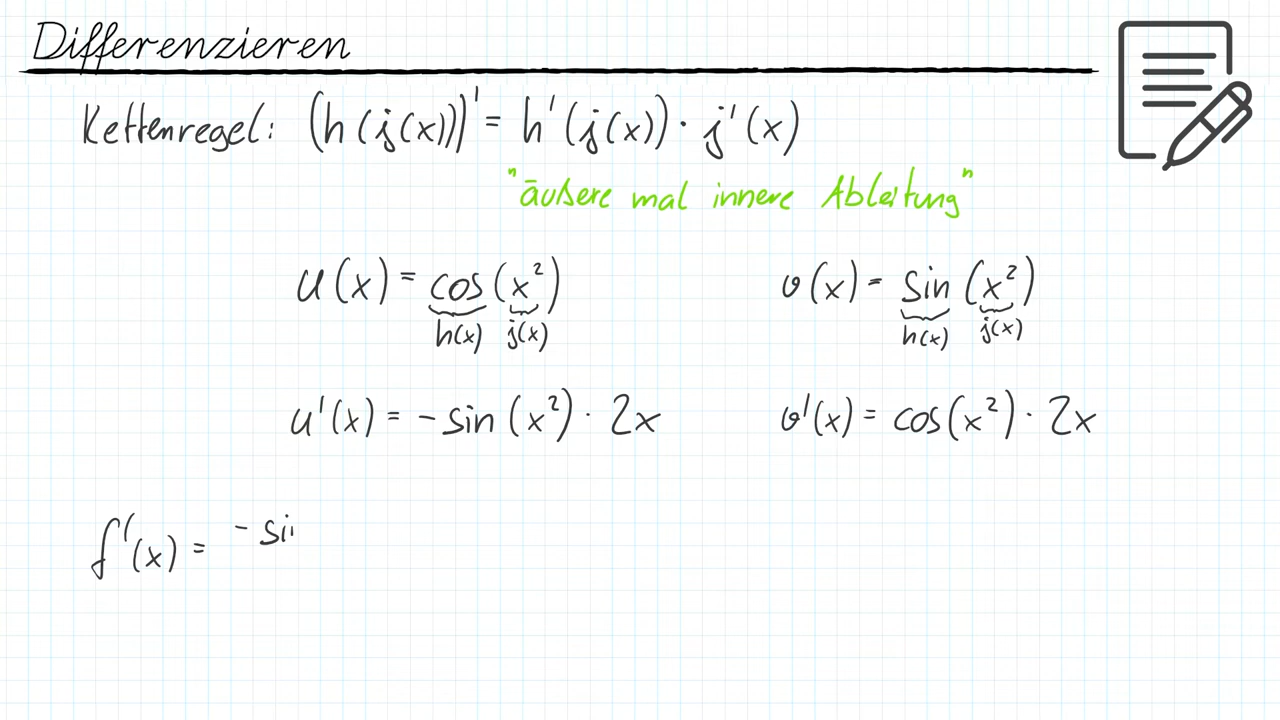 Differenzieren
Kettenregel: (h(j(x)))' = h'(j(x)) · j'(x)
"äußere mal innere Ableitung"
u(x) = cos(x²) v(x) = sin(x²)
h(x) j(x) h(x) j(x)
u'(x) = -sin(x²) · 2x v'(x) = cos(x²) · 2x
f'(x) = - si